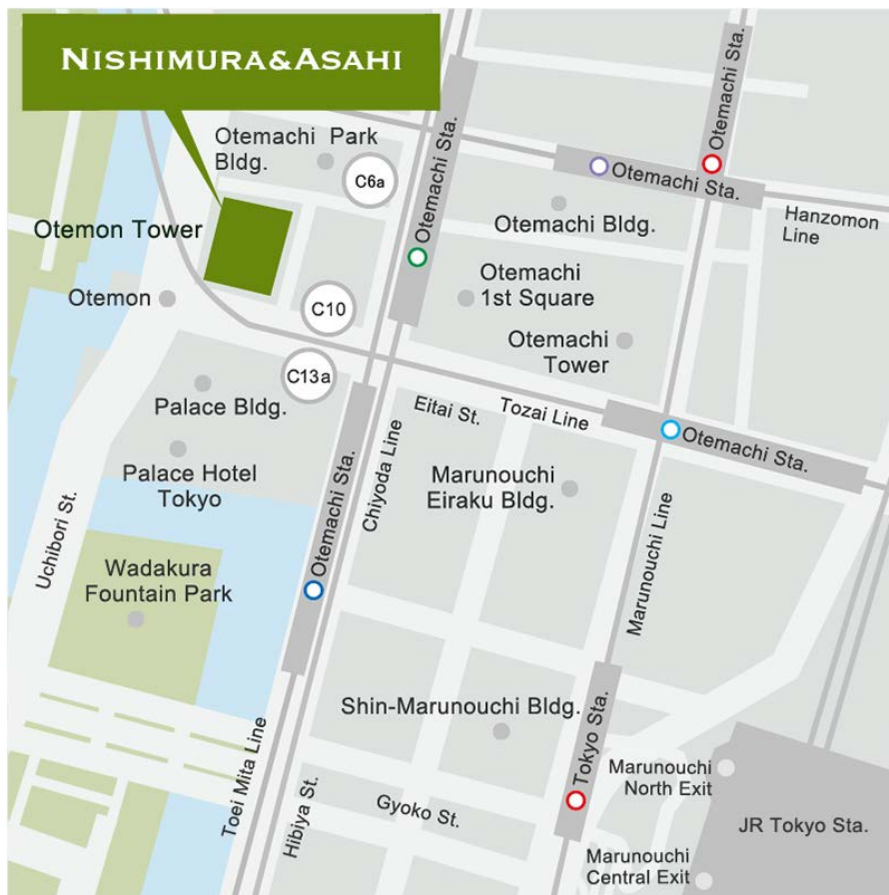 NISHIMURA&ASAHI
Otemachi Sta.
Otemachi Park
Bldg.
C6a
Otemachi Sta.
Otemachi Sta.
Hanzomon
Line
Otemachi Bldg.
Otemon Tower
Otemachi
1st Square
Otemon
C10
Otemachi
Tower
C13a
Palace Bldg.
Eitai St.
Tozai Line
Otemachi Sta.
Palace Hotel
Tokyo
Chiyoda Line
Marunouchi
Eiraku Bldg.
Uchibori St.
Otemachi Sta.
Marunouchi Line
Wadakura
Fountain Park
Shin-Marunouchi Bldg.
Tokyo Sta.
Toei Mita Line
Hibiya St.
Gyoko St.
Marunouchi
North Exit
JR Tokyo Sta.
Marunouchi
Central Exit